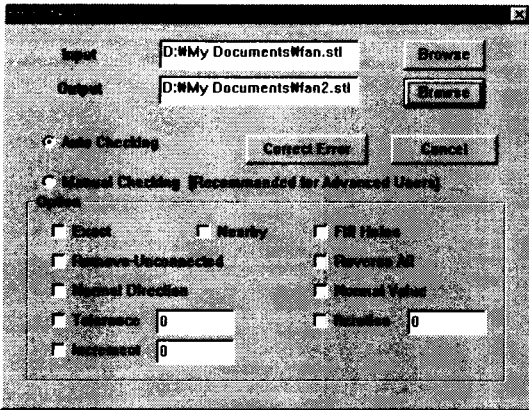 Input D:₩My Documents₩fan.stl Browse
Output D:₩My Documents₩fan2.stl Browse
Auto Checking Correct Error Cancel
Manual Checking (Recommanded for Advanced Users)
Option
Exact Nearby Fill Holes
Remove Unconnected Reverse All
Normal Direction Normal Value
Tolerence 0 Iteration 0
Increment 0